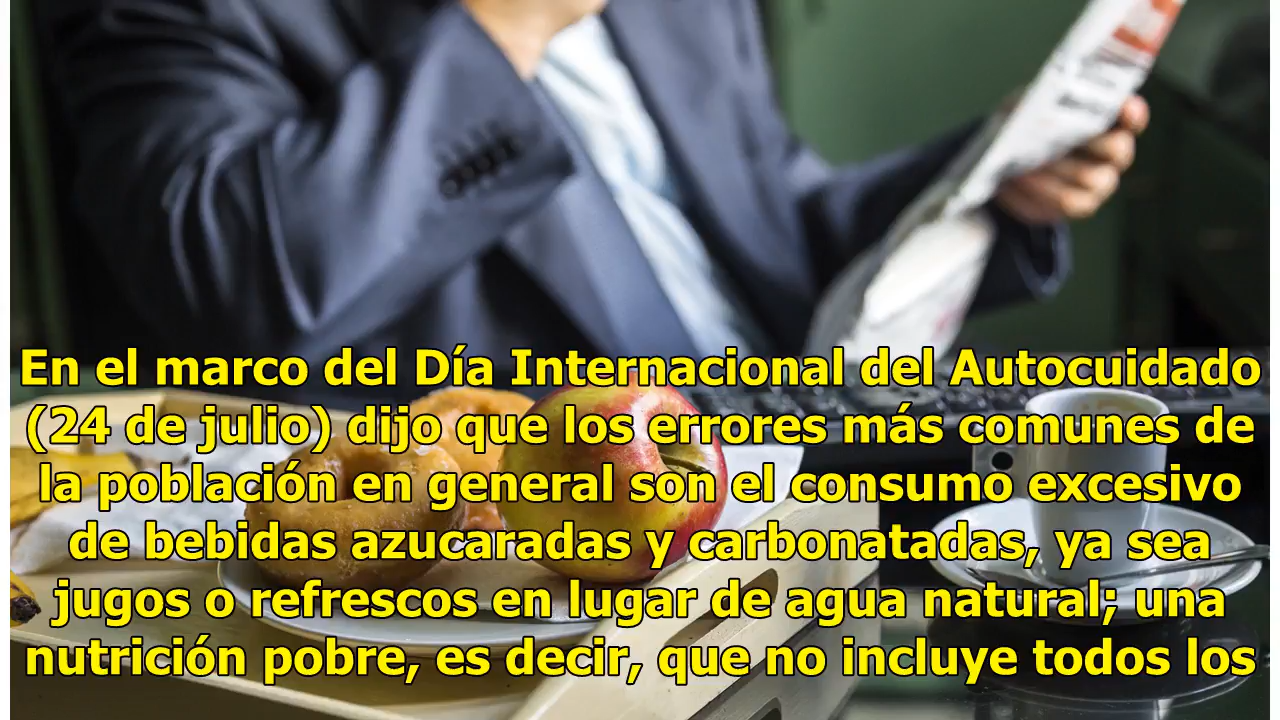 En el marco del Día Internacional del Autocuidado
(24 de julio) dijo que los errores más comunes de
la población en general son el consumo excesivo
de bebidas azucaradas y carbonatadas, ya sea
jugos o refrescos en lugar de agua natural; una
nutrición pobre, es decir, que no incluye todos los